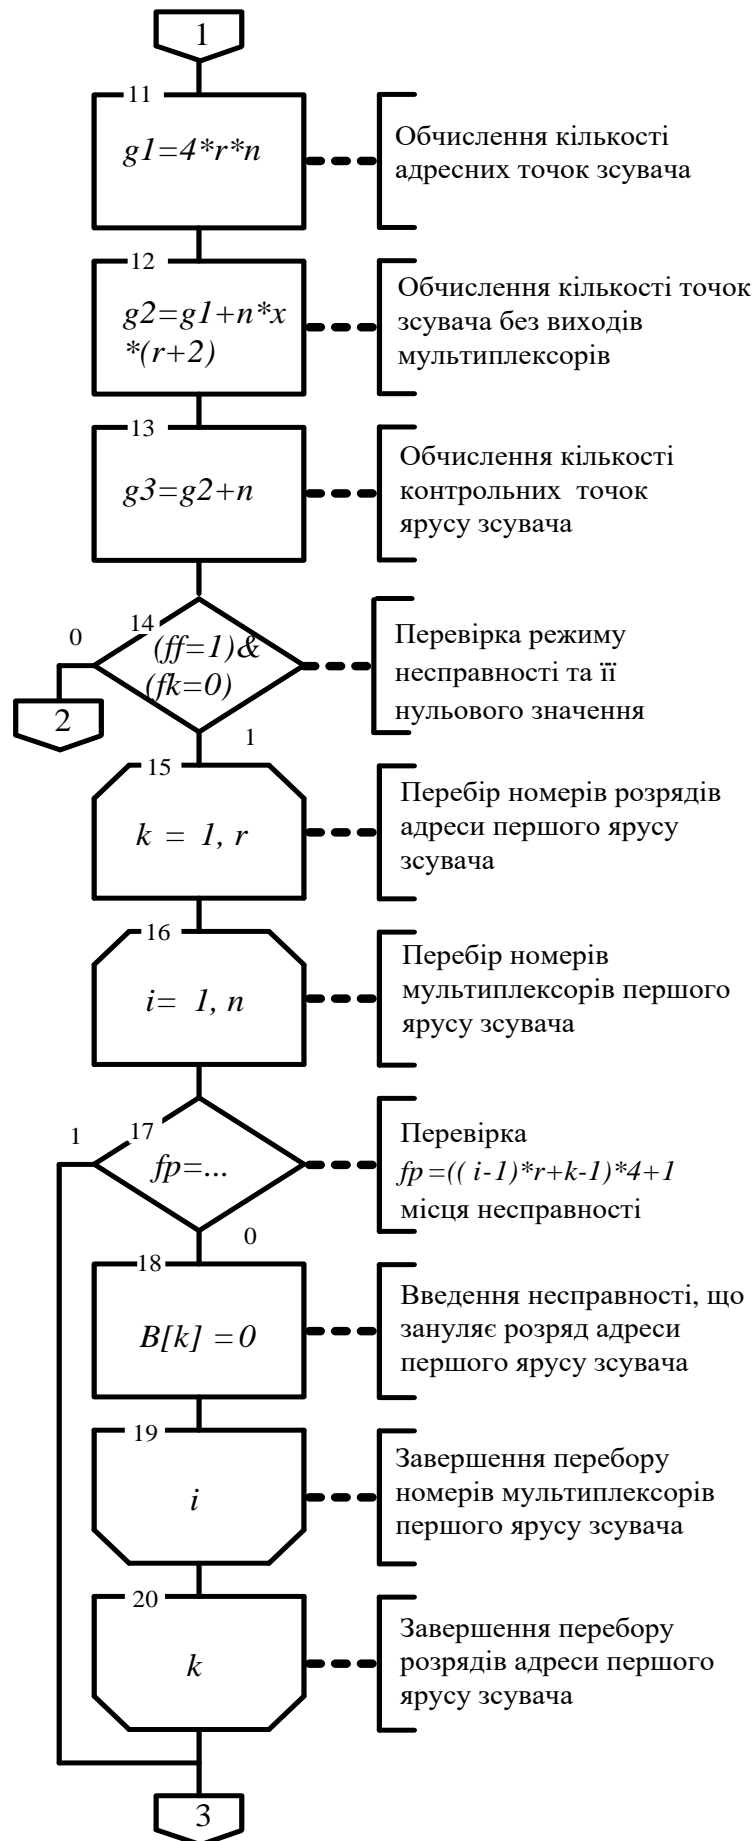 1
11
g1=4*r*n
Обчислення кількості
адресних точок зсувача
12
g2=g1+n*x
*(r+2)
Обчислення кількості точок
зсувача без виходів
мультиплексорів
13
g3=g2+n
Обчислення кількості
контрольних точок
ярусу зсувача
14
0
(ff=1)&
(fk=0)
Перевірка режиму
несправності та її
нульового значення
2
1
15
k = 1, r
Перебір номерів розрядів
адреси першого ярусу
зсувача
16
i= 1, n
Перебір номерів
мультиплексорів першого
ярусу зсувача
17
1
fp=...
Перевірка
fp=(( i-1)*r+k-1)*4+1
місця несправності
0
18
B[k] =0
Введення несправності, що
зануляє розряд адреси
першого ярусу зсувача
19
i
Завершення перебору
номерів мультиплексорів
першого ярусу зсувача
20
k
Завершення перебору
розрядів адреси першого
ярусу зсувача
3